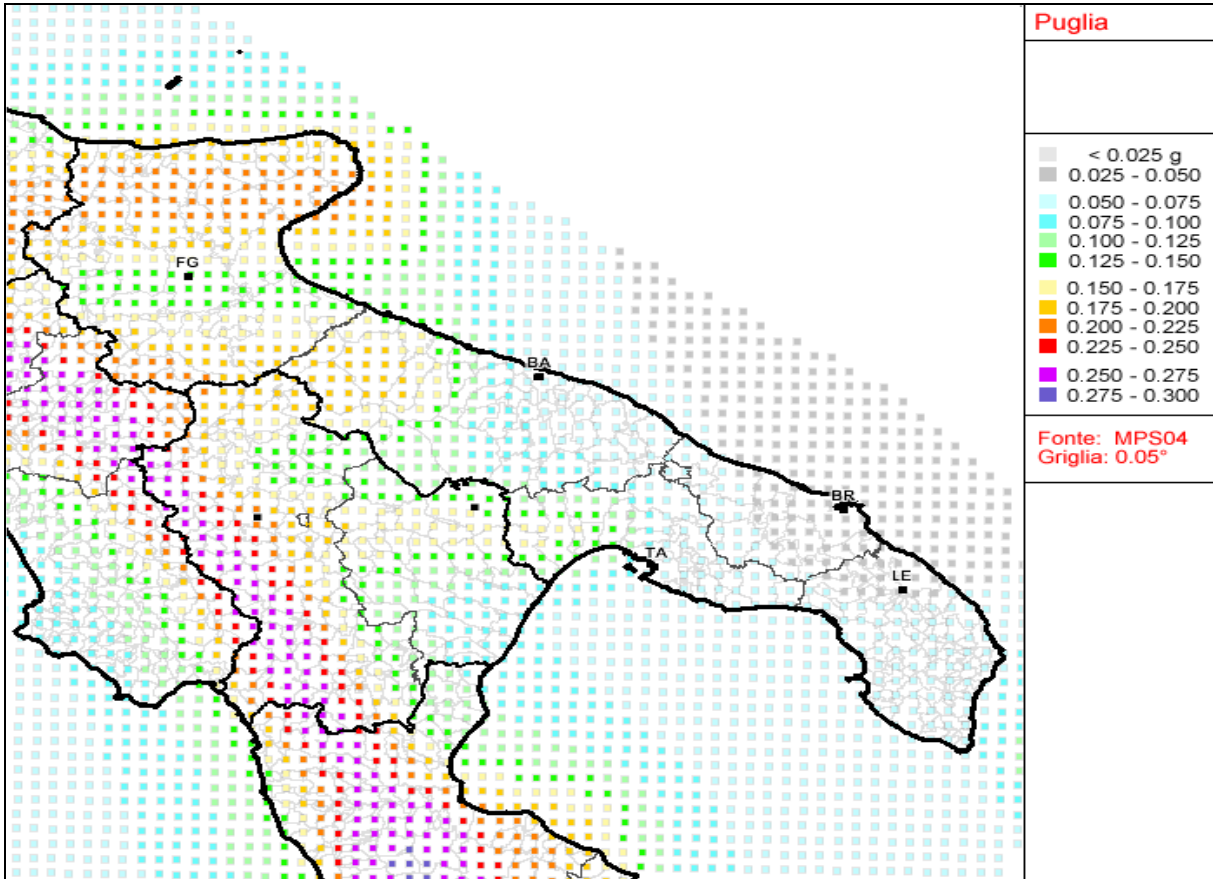 Puglia
< 0.025 g
0.025 - 0.050
0.050 - 0.075
0.075 - 0.100
0.100 - 0.125
0.125 - 0.150
0.150 - 0.175
0.175 - 0.200
0.200 - 0.225
0.225 - 0.250
0.250 - 0.275
0.275 - 0.300
Fonte: MPS04
Griglia: 0.05°
FG
BA
BR
TA
LE